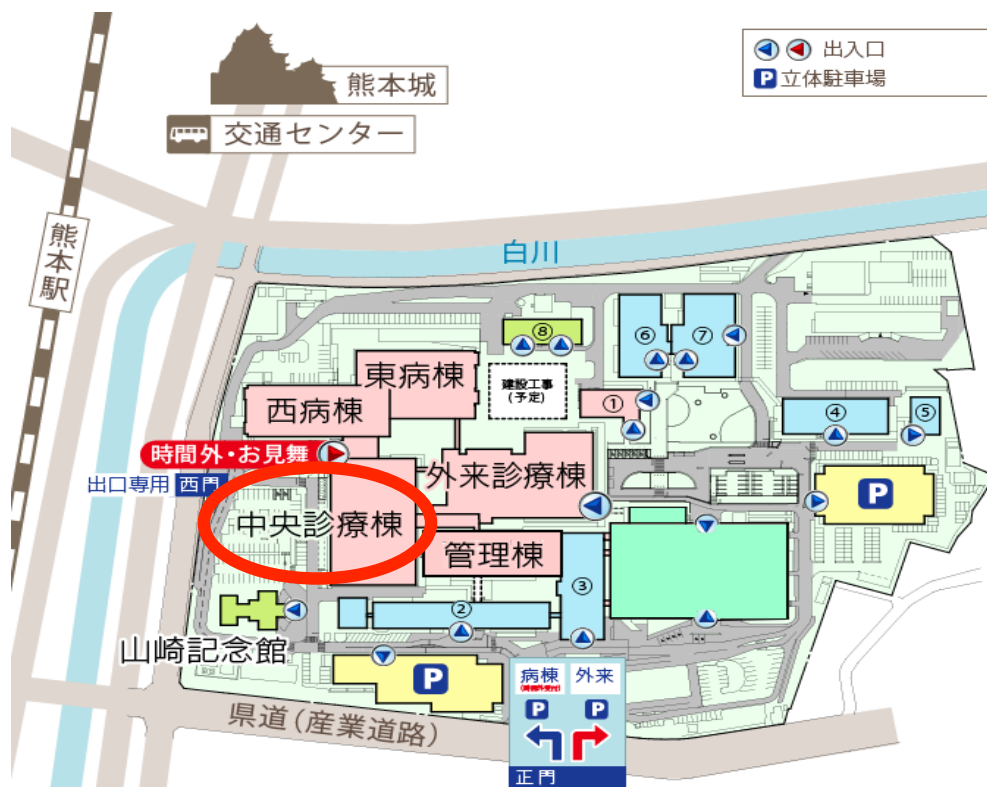 出入口
P 立体駐車場
熊本城
交通センター
熊本駅
白川
⑧
⑥
⑦
東病棟
建設工事
(予定)
西病棟
①
④
⑤
時間外・お見舞
外来診療棟
出口専用 西門
P
中央診療棟
管理棟
③
②
山崎記念館
P
病棟
外来
P
P
県道(産業道路)
正門